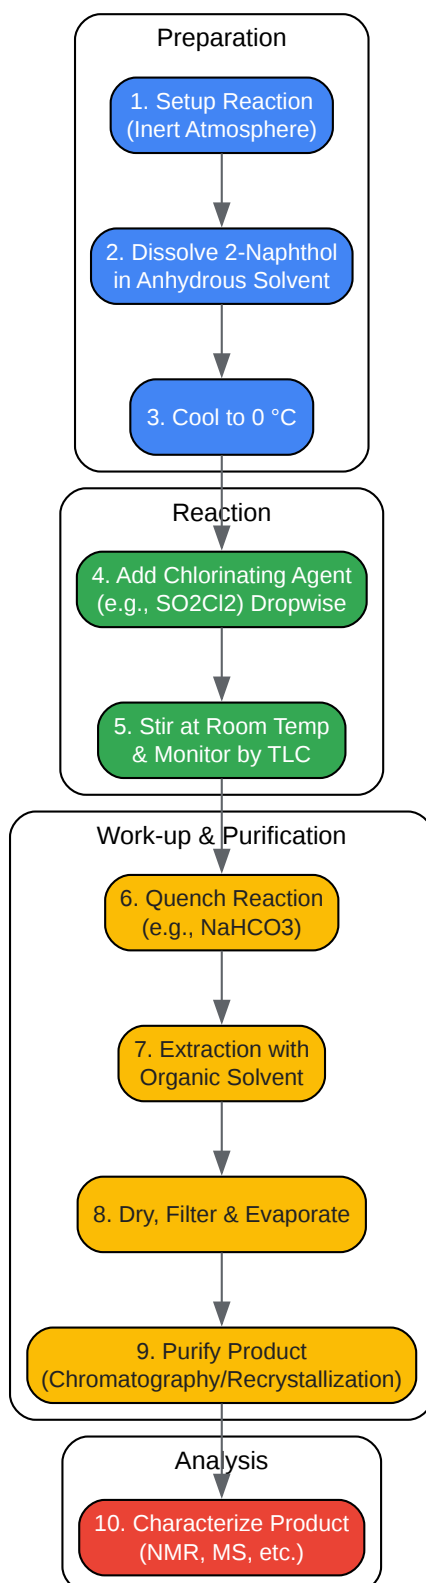 Preparation
1. Setup Reaction
(Inert Atmosphere)
2. Dissolve 2-Naphthol
in Anhydrous Solvent
3. Cool to 0 °C
Reaction
4. Add Chlorinating Agent
(e.g., SO2Cl2) Dropwise
5. Stir at Room Temp
& Monitor by TLC
Work-up & Purification
6. Quench Reaction
(e.g., NaHCO3)
7. Extraction with
Organic Solvent
8. Dry, Filter & Evaporate
9. Purify Product
(Chromatography/Recrystallization)
Analysis
10. Characterize Product
(NMR, MS, etc.)